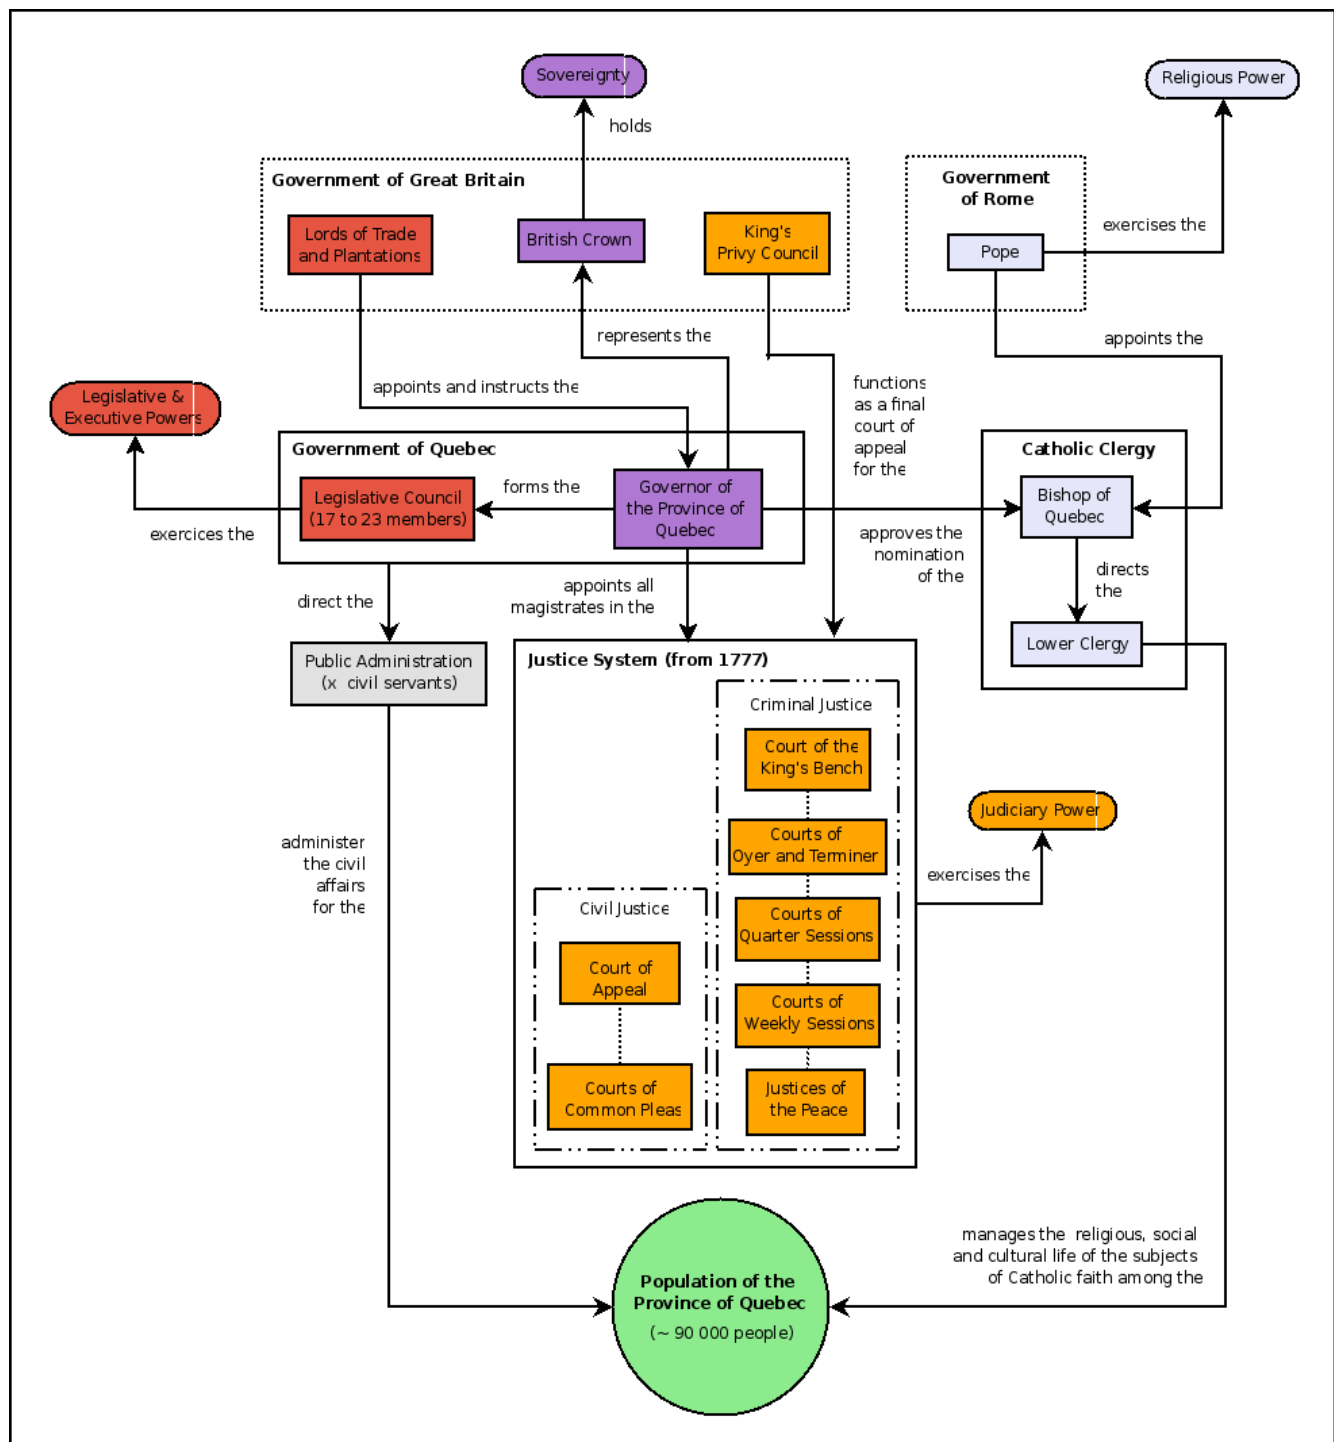 Sovereignty
Religious Power
holds
Government of Great Britain
Government
of Rome
Lords of Trade
and Plantations
British Crown
King's
Privy Council
Pope
exercises the
represents the
appoints the
appoints and instructs the
functions
as a final
court of
appeal
for the
Legislative &
Executive Powers
Government of Quebec
Catholic Clergy
forms the
Legislative Council
(17 to 23 members)
Governor of
the Province of
Quebec
Bishop of
Quebec
exercices the
approves the
nomination
of the
directs
the
direct the
appoints all
magistrates in the
Lower Clergy
Public Administration
(x civil servants)
Justice System (from 1777)
Criminal Justice
Court of the
King's Bench
Judiciary Power
Courts of
Oyer and Terminer
administer
the civil
affairs
for the
exercises the
Civil Justice
Courts of
Quarter Sessions
Court of
Appeal
Courts of
Weekly Sessions
Courts of
Common Pleas
Justices of
the Peace
manages the religious, social
and cultural life of the subjects
of Catholic faith among the
Population of the
Province of Quebec
(~ 90 000 people)